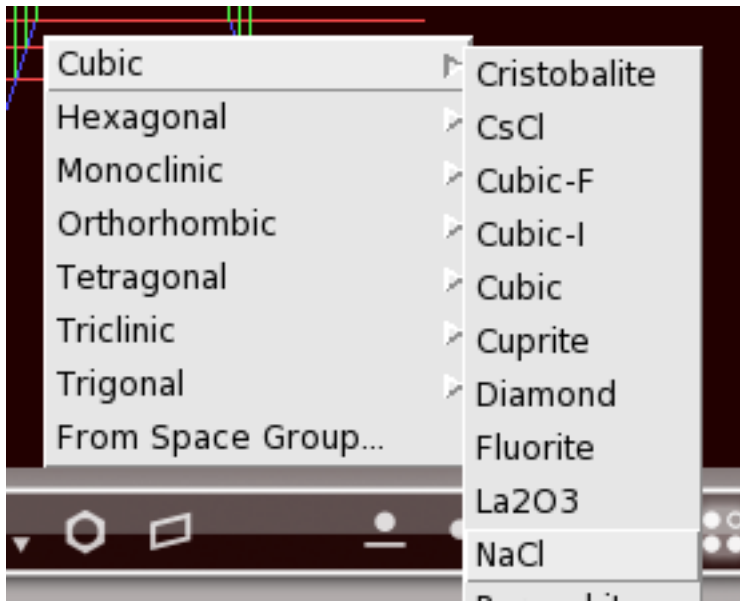 Cubic
Hexagonal
Monoclinic
Orthorhombic
Tetragonal
Triclinic
Trigonal
From Space Group...
Cristobalite
CsCl
Cubic-F
Cubic-I
Cubic
Cuprite
Diamond
Fluorite
La2O3
NaCl